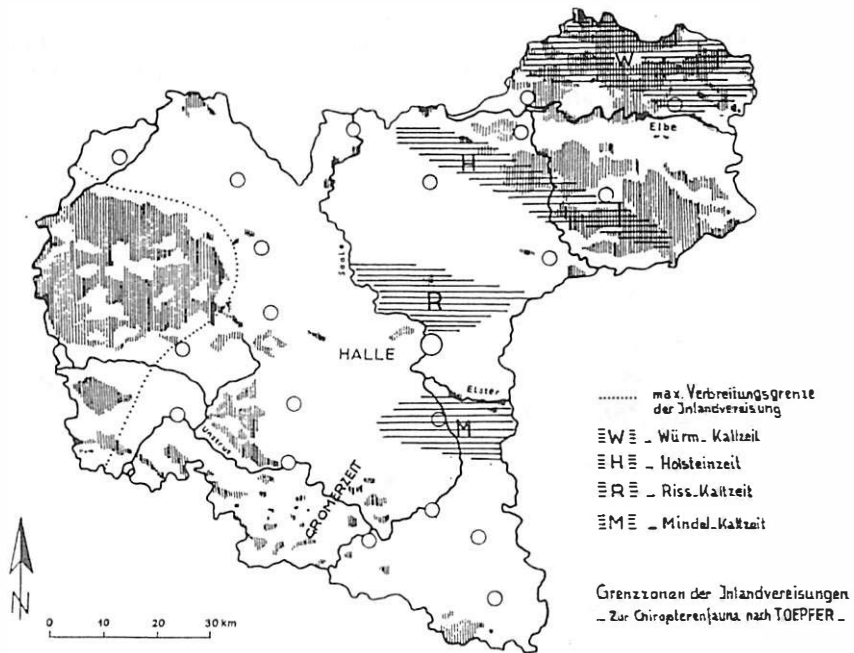 W
Elbe
H
Saale
R
HALLE
Elster
M
Unstrut
CROMERZEIT
N
0 10 20 30 km
max. Verbreitungsgrenze
der Inlandvereisung
W - Würm-Kaltzeit
H - Holsteinzeit
R - Riss-Kaltzeit
M - Mindel-Kaltzeit
Grenzzonen der Inlandvereisungen
- Zur Chiropterenfauna nach TOEPFER -